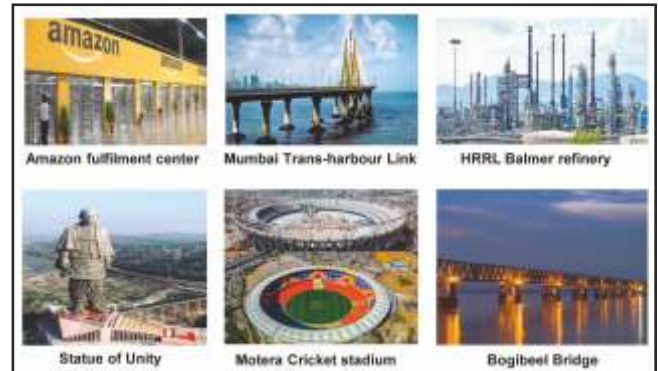 amazon
Amazon fulfilment center
Mumbai Trans-harbour Link
HRRL Balmer refinery
Statue of Unity
Motera Cricket stadium
Bogibeel Bridge